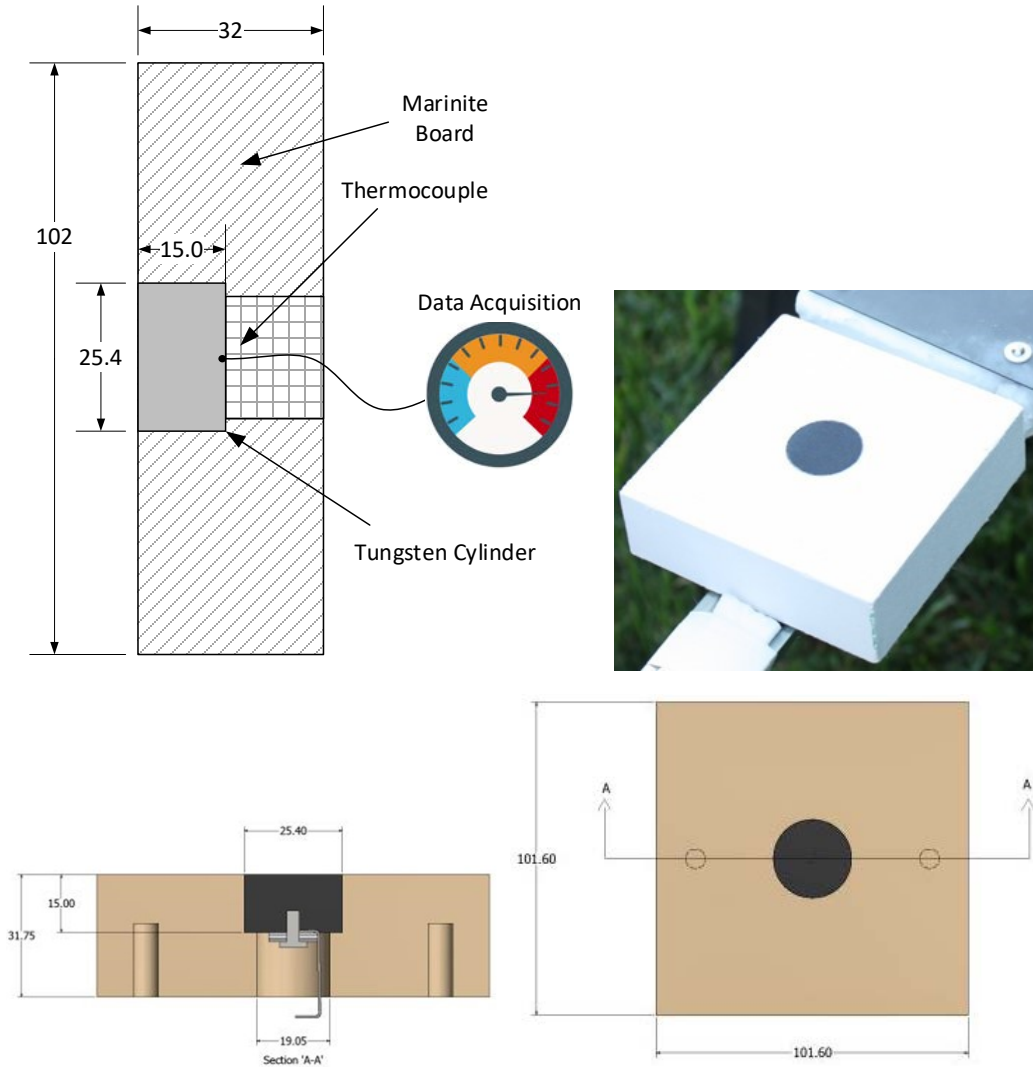 32
Marinite
Board
Thermocouple
102
15.0
Data Acquisition
25.4
Tungsten Cylinder
25.40
15.00
31.75
19.05
Section 'A-A'
A
A
101.60
101.60